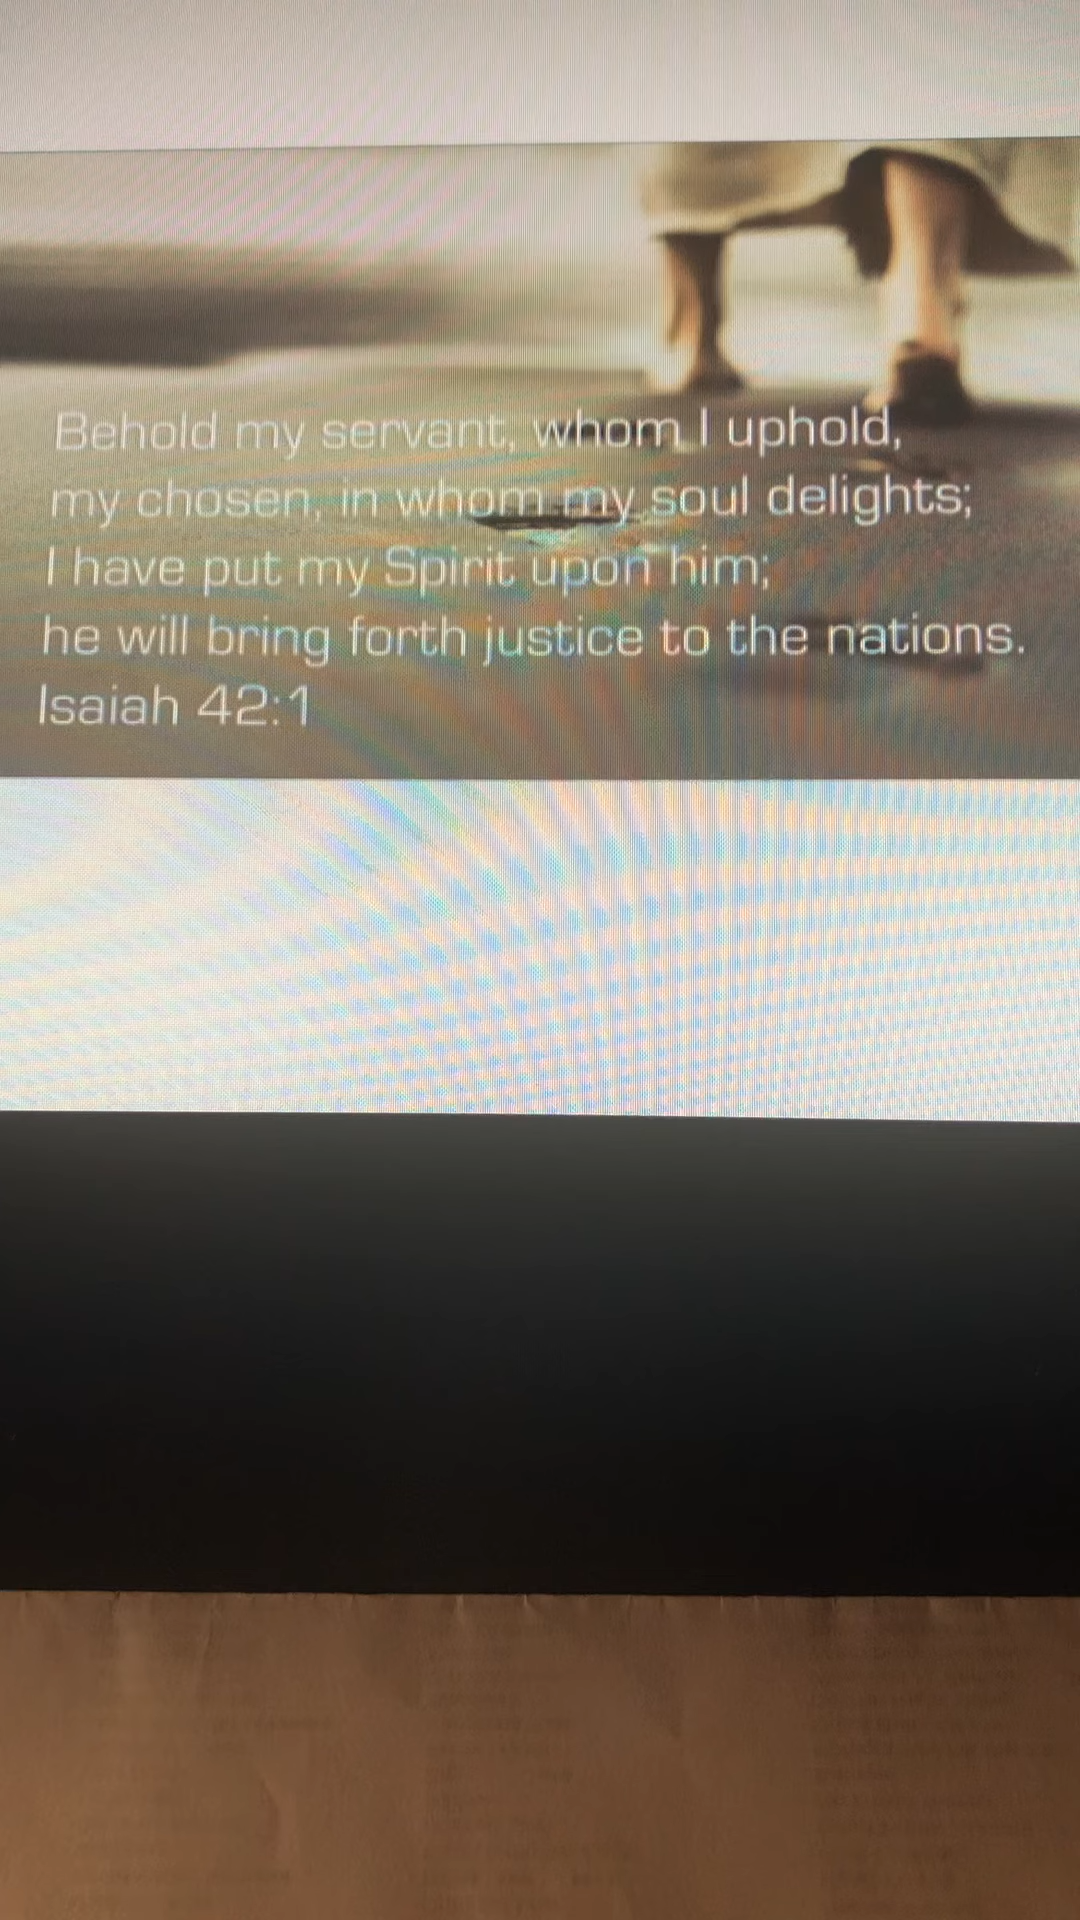 Behold my servant, whom I uphold,
my chosen, in whom my soul delights;
I have put my Spirit upon him;
he will bring forth justice to the nations.
Isaiah 42:1